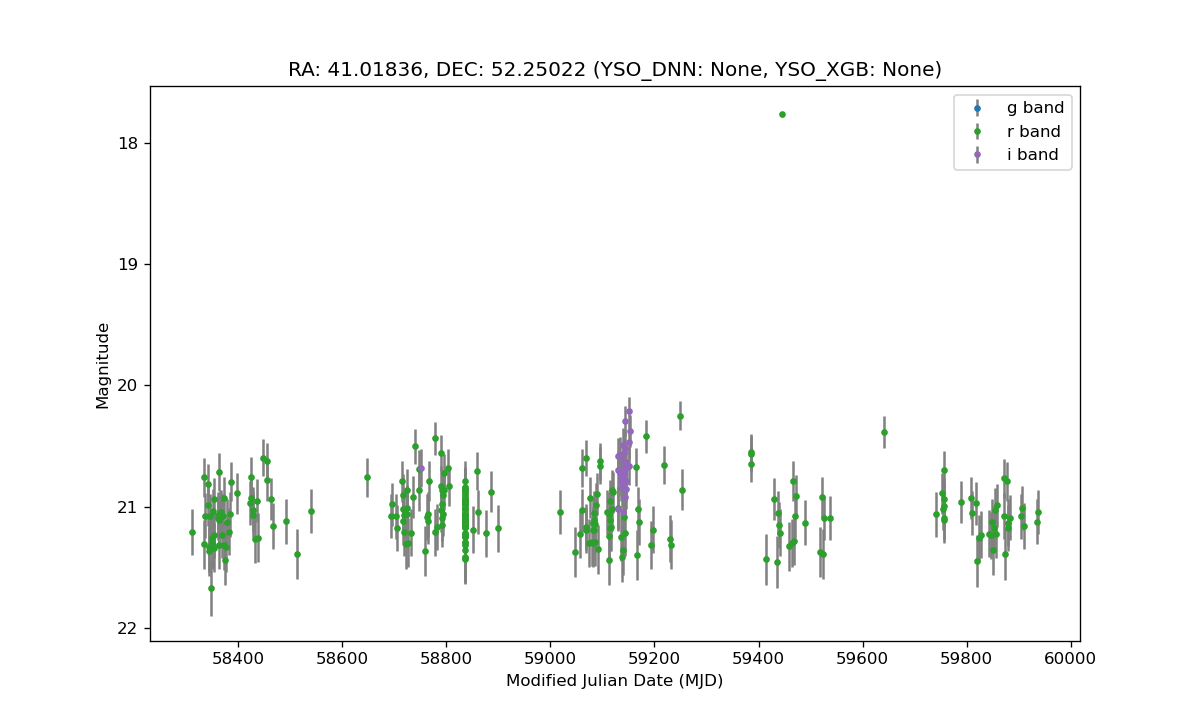 RA: 41.01836, DEC: 52.25022 (YSO_DNN: None, YSO_XGB: None)
g band
r band
i band
18
19
20
21
22
Magnitude
58400 58600 58800 59000 59200 59400 59600 59800 60000
Modified Julian Date (MJD)